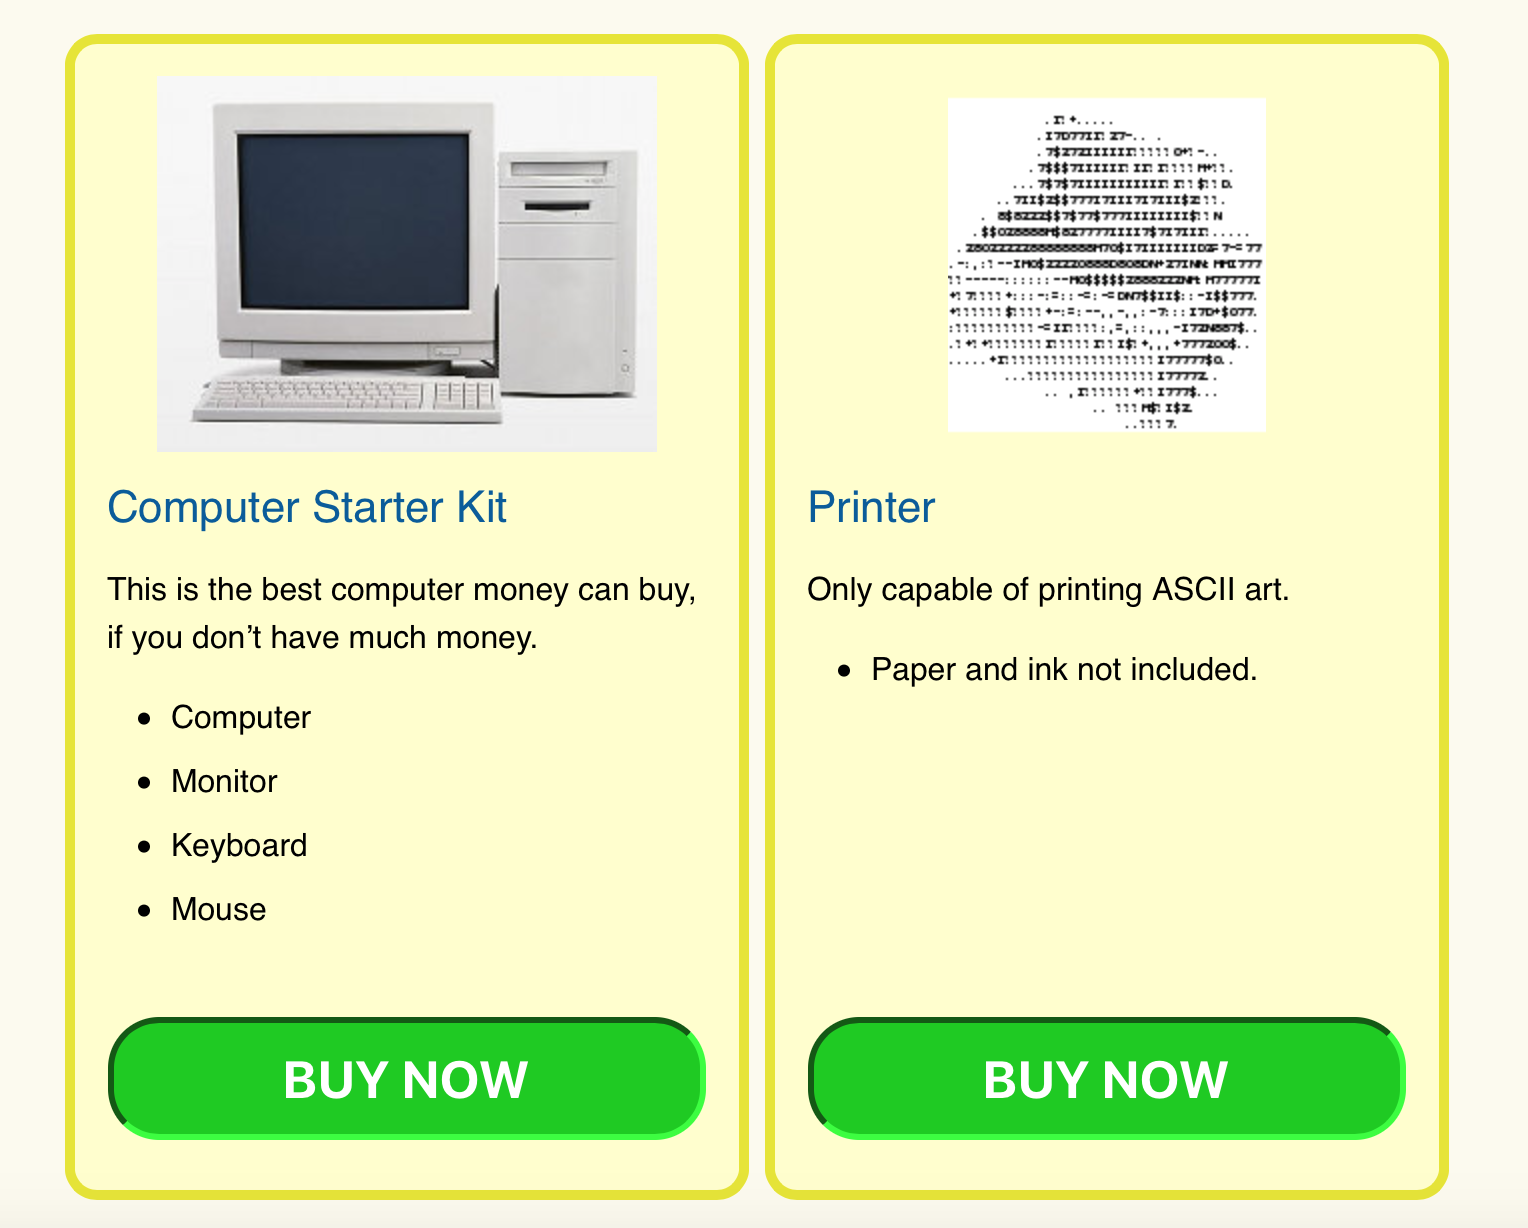 Computer Starter Kit
This is the best computer money can buy,
if you don’t have much money.
Computer
Monitor
Keyboard
Mouse
BUY NOW
Printer
Only capable of printing ASCII art.
Paper and ink not included.
BUY NOW